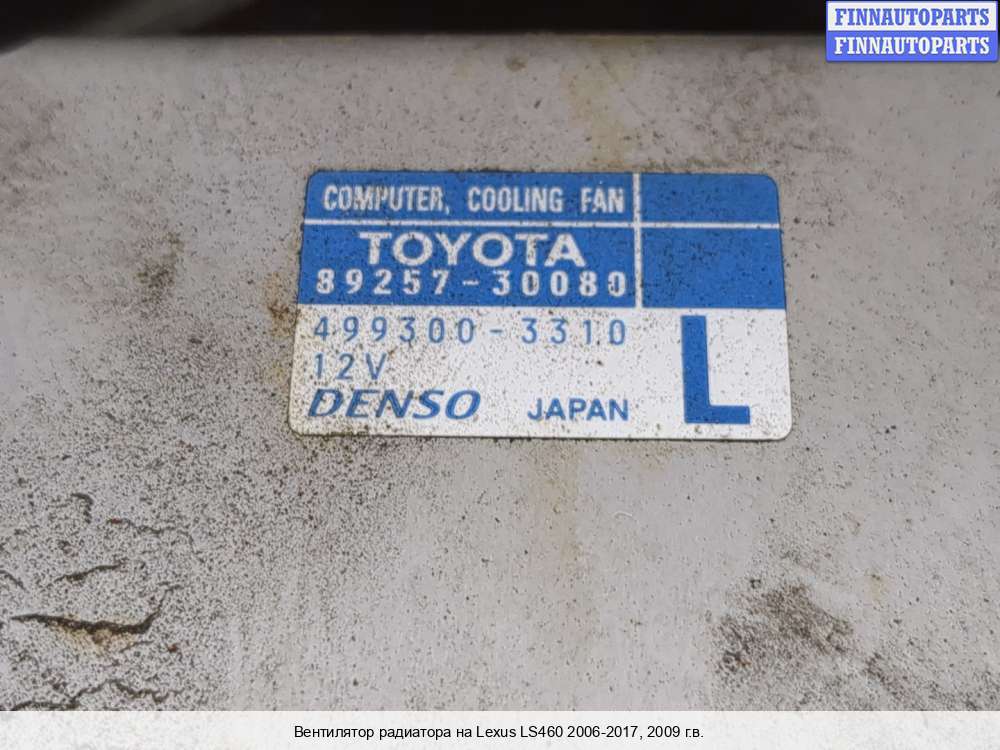 FINNAUTOPARTS
FINNAUTOPARTS
COMPUTER, COOLING FAN
TOYOTA
89257-30080
499300-3310
12V
DENSO JAPAN
L
Вентилятор радиатора на Lexus LS460 2006-2017, 2009 г.в.